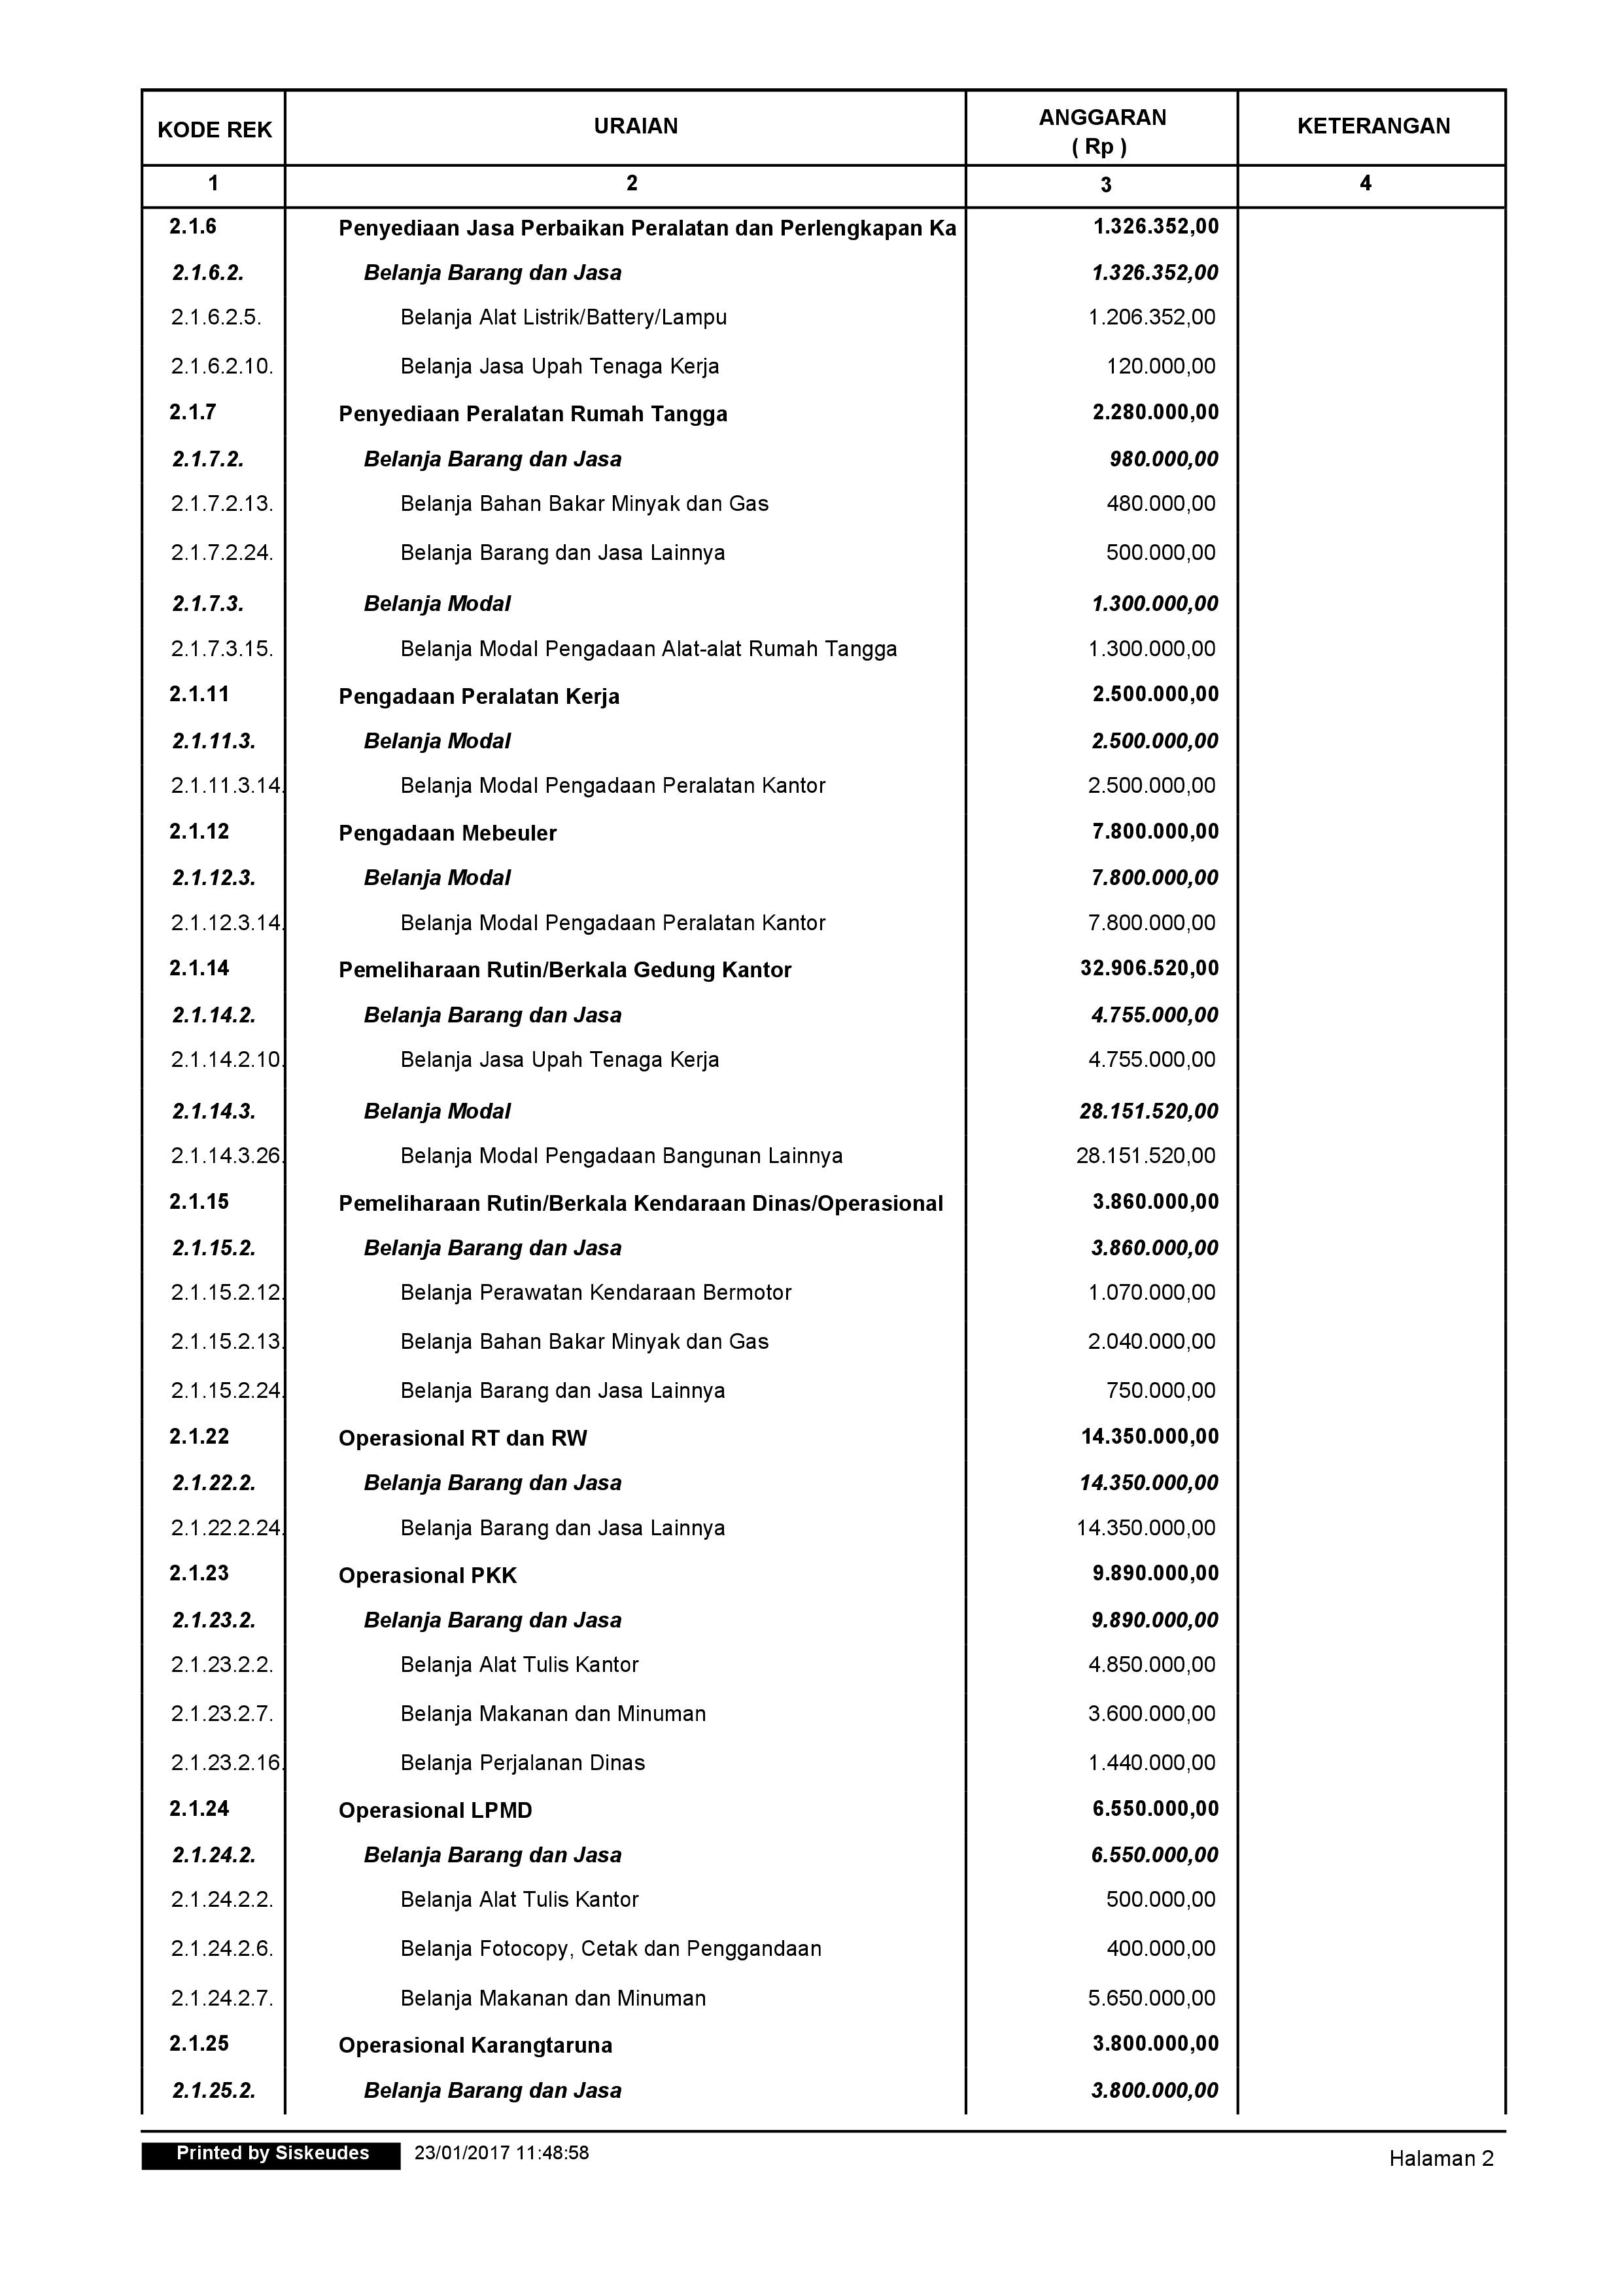 KODE REK URAIAN ANGGARAN ( Rp ) KETERANGAN
1 2 3 4
2.1.6 Penyediaan Jasa Perbaikan Peralatan dan Perlengkapan Ka 1.326.352,00
2.1.6.2. Belanja Barang dan Jasa 1.326.352,00
2.1.6.2.5. Belanja Alat Listrik/Battery/Lampu 1.206.352,00
2.1.6.2.10. Belanja Jasa Upah Tenaga Kerja 120.000,00
2.1.7 Penyediaan Peralatan Rumah Tangga 2.280.000,00
2.1.7.2. Belanja Barang dan Jasa 980.000,00
2.1.7.2.13. Belanja Bahan Bakar Minyak dan Gas 480.000,00
2.1.7.2.24. Belanja Barang dan Jasa Lainnya 500.000,00
2.1.7.3. Belanja Modal 1.300.000,00
2.1.7.3.15. Belanja Modal Pengadaan Alat-alat Rumah Tangga 1.300.000,00
2.1.11 Pengadaan Peralatan Kerja 2.500.000,00
2.1.11.3. Belanja Modal 2.500.000,00
2.1.11.3.14. Belanja Modal Pengadaan Peralatan Kantor 2.500.000,00
2.1.12 Pengadaan Mebeuler 7.800.000,00
2.1.12.3. Belanja Modal 7.800.000,00
2.1.12.3.14. Belanja Modal Pengadaan Peralatan Kantor 7.800.000,00
2.1.14 Pemeliharaan Rutin/Berkala Gedung Kantor 32.906.520,00
2.1.14.2. Belanja Barang dan Jasa 4.755.000,00
2.1.14.2.10. Belanja Jasa Upah Tenaga Kerja 4.755.000,00
2.1.14.3. Belanja Modal 28.151.520,00
2.1.14.3.26. Belanja Modal Pengadaan Bangunan Lainnya 28.151.520,00
2.1.15 Pemeliharaan Rutin/Berkala Kendaraan Dinas/Operasional 3.860.000,00
2.1.15.2. Belanja Barang dan Jasa 3.860.000,00
2.1.15.2.12. Belanja Perawatan Kendaraan Bermotor 1.070.000,00
2.1.15.2.13. Belanja Bahan Bakar Minyak dan Gas 2.040.000,00
2.1.15.2.24. Belanja Barang dan Jasa Lainnya 750.000,00
2.1.22 Operasional RT dan RW 14.350.000,00
2.1.22.2. Belanja Barang dan Jasa 14.350.000,00
2.1.22.2.24. Belanja Barang dan Jasa Lainnya 14.350.000,00
2.1.23 Operasional PKK 9.890.000,00
2.1.23.2. Belanja Barang dan Jasa 9.890.000,00
2.1.23.2.2. Belanja Alat Tulis Kantor 4.850.000,00
2.1.23.2.7. Belanja Makanan dan Minuman 3.600.000,00
2.1.23.2.16. Belanja Perjalanan Dinas 1.440.000,00
2.1.24 Operasional LPMD 6.550.000,00
2.1.24.2. Belanja Barang dan Jasa 6.550.000,00
2.1.24.2.2. Belanja Alat Tulis Kantor 500.000,00
2.1.24.2.6. Belanja Fotocopy, Cetak dan Penggandaan 400.000,00
2.1.24.2.7. Belanja Makanan dan Minuman 5.650.000,00
2.1.25 Operasional Karangtaruna 3.800.000,00
2.1.25.2. Belanja Barang dan Jasa 3.800.000,00
Printed by Siskeudes 23/01/2017 11:48:58 Halaman 2